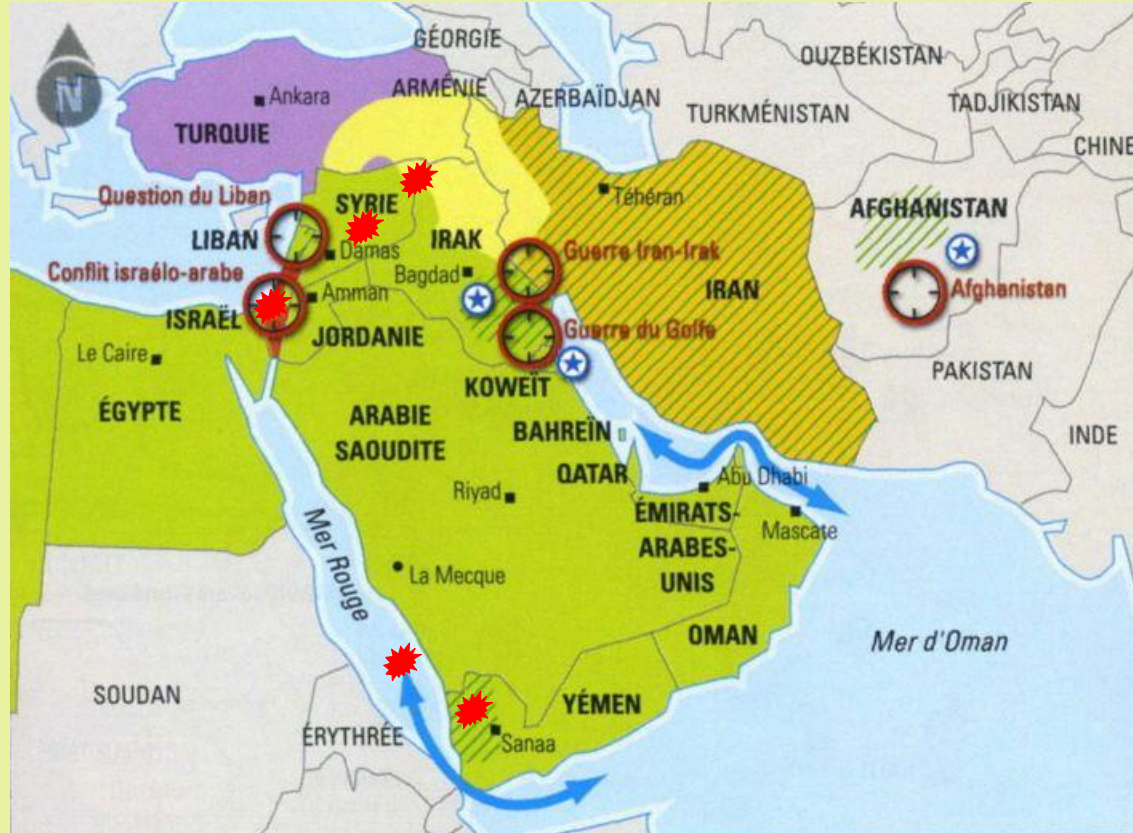 GÉORGIE
OUZBÉKISTAN
N
Ankara
ARMÉNIE
AZERBAÏDJAN
TURKMÉNISTAN
TADJIKISTAN
TURQUIE
CHINE
Question du Liban
SYRIE
Téhéran
AFGHANISTAN
LIBAN
Damas
IRAK
Guerre Iran-Irak
Conflit israélo-arabe
Bagdad
IRAN
Afghanistan
Amman
ISRAËL
JORDANIE
Guerre du Golfe
Le Caire
PAKISTAN
KOWEÏT
ÉGYPTE
ARABIE
SAOUDITE
BAHREÏN
INDE
QATAR
Abu Dhabi
Riyad
ÉMIRATS-
ARABES-
UNIS
Mascate
Mer Rouge
La Mecque
OMAN
Mer d'Oman
SOUDAN
YÉMEN
ÉRYTHRÉE
Sanaa